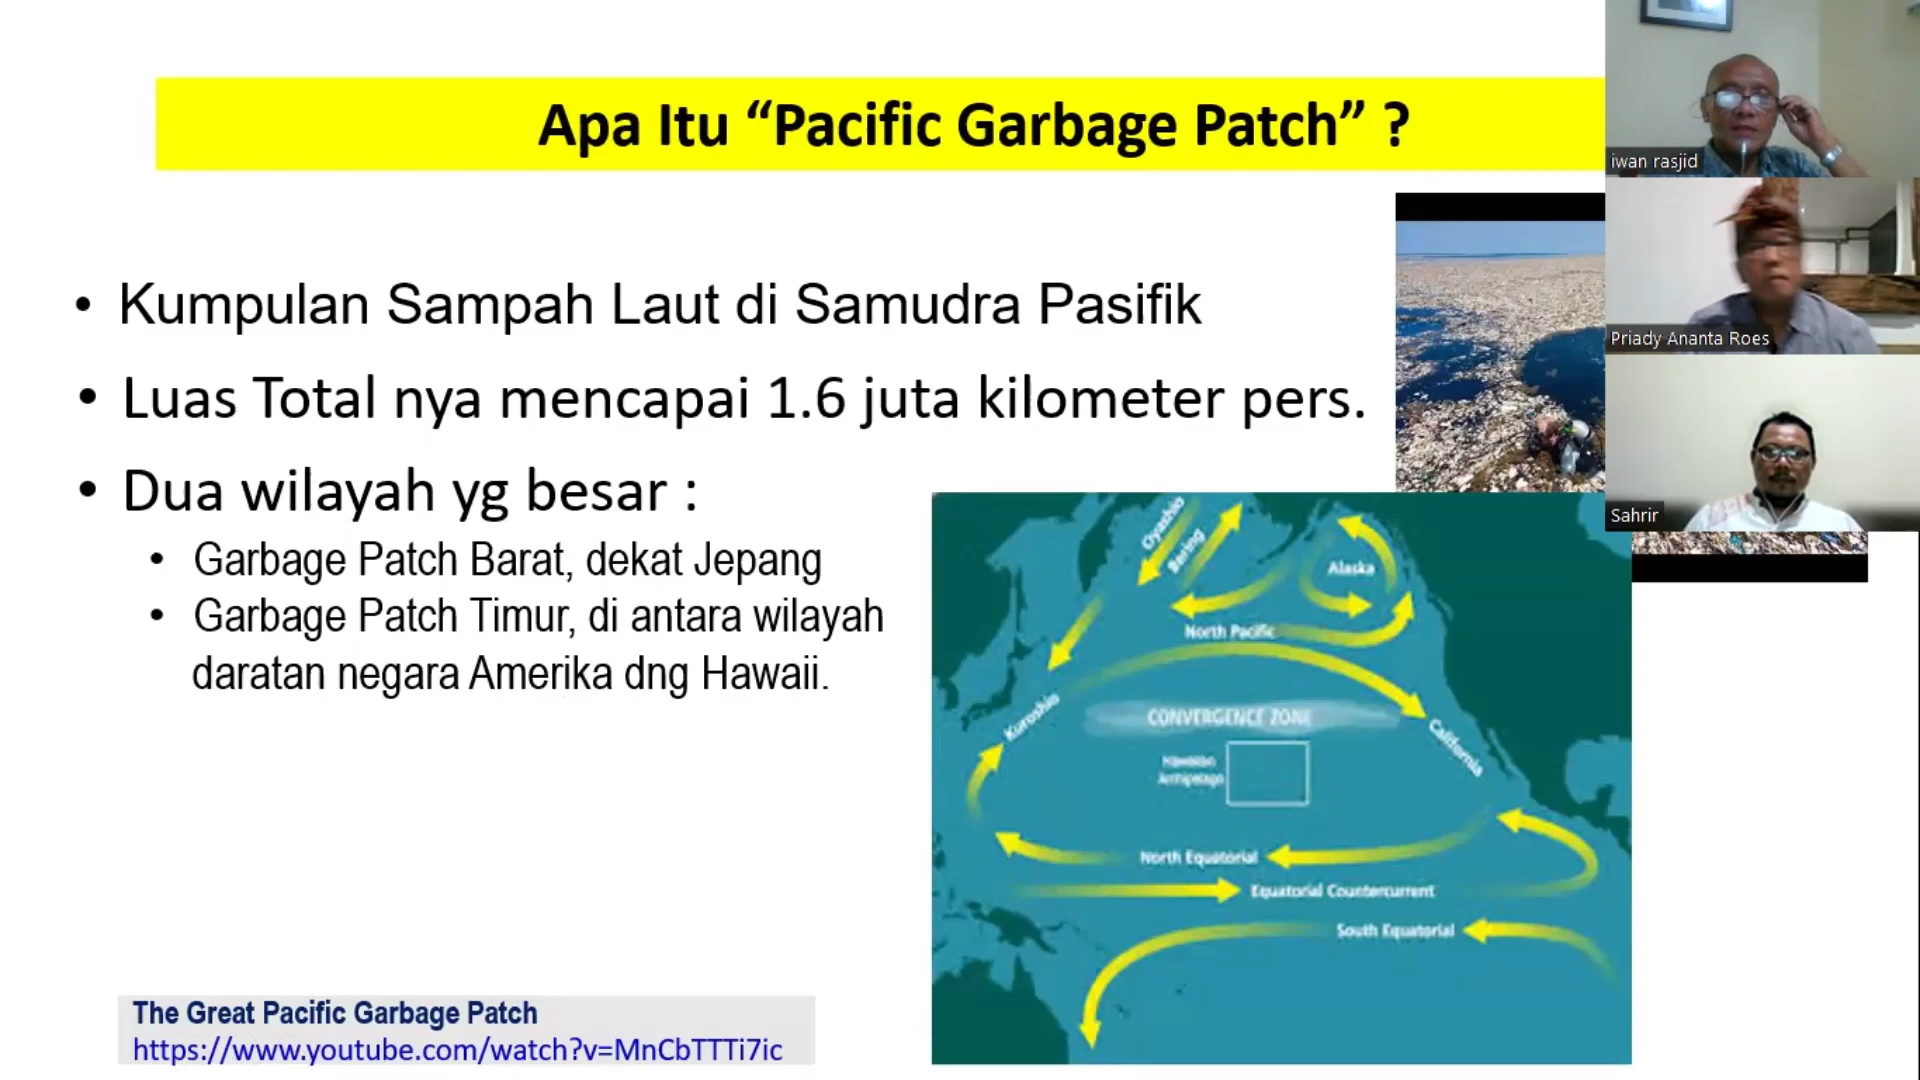 Apa Itu “Pacific Garbage Patch” ?
• Kumpulan Sampah Laut di Samudra Pasifik
• Luas Total nya mencapai 1.6 juta kilometer pers.
• Dua wilayah yg besar :
• Garbage Patch Barat, dekat Jepang
• Garbage Patch Timur, di antara wilayah
daratan negara Amerika dng Hawaii.
The Great Pacific Garbage Patch
https://www.youtube.com/watch?v=MnCbTTTi7ic
Oyashio
Bering
Alaska
North Pacific
Kuroshio
CONVERGENCE ZONE
California
Hawaiian
Archipelago
North Equatorial
Equatorial Countercurrent
South Equatorial
iwan rasjid
Priady Ananta Roes
Sahrir